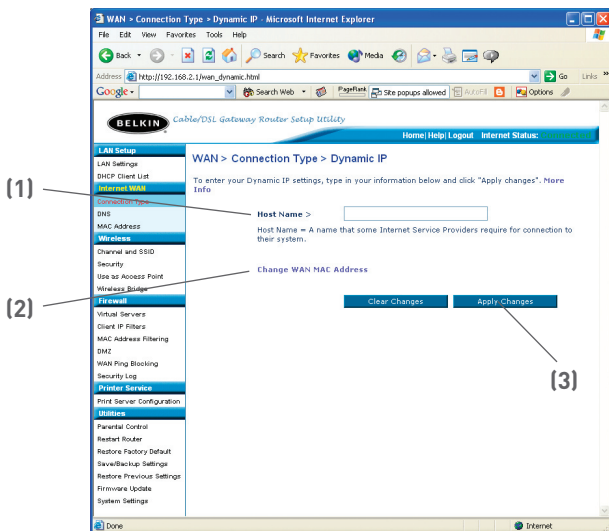 WAN > Connection Type > Dynamic IP - Microsoft Internet Explorer
File Edit View Favorites Tools Help
Back Search Favorites Media
Address http://192.168.2.1/wan_dynamic.html Go Links »
Google Search Web PageRank Site popups allowed AutoFill Options
BELKIN Cable/DSL Gateway Router Setup Utility
Home|Help|Logout Internet Status:
LAN Setup
LAN Settings
DHCP Client List
Internet WAN
Connection Type
DNS
MAC Address
Wireless
Channel and SSID
Security
Use as Access Point
Wireless Bridge
Firewall
Virtual Servers
Client IP Filters
MAC Address Filtering
DMZ
WAN Ping Blocking
Security Log
Printer Service
Print Server Configuration
Utilities
Parental Control
Restart Router
Restore Factory Default
Save/Backup Settings
Restore Previous Settings
Firmware Update
System Settings
WAN > Connection Type > Dynamic IP
To enter your Dynamic IP settings, type in your information below and click "Apply changes". More
Info
(1)
Host Name >
Host Name = A name that some Internet Service Providers require for connection to
their system.
(2)
Change WAN MAC Address
Clear Changes Apply Changes
(3)
Done Internet